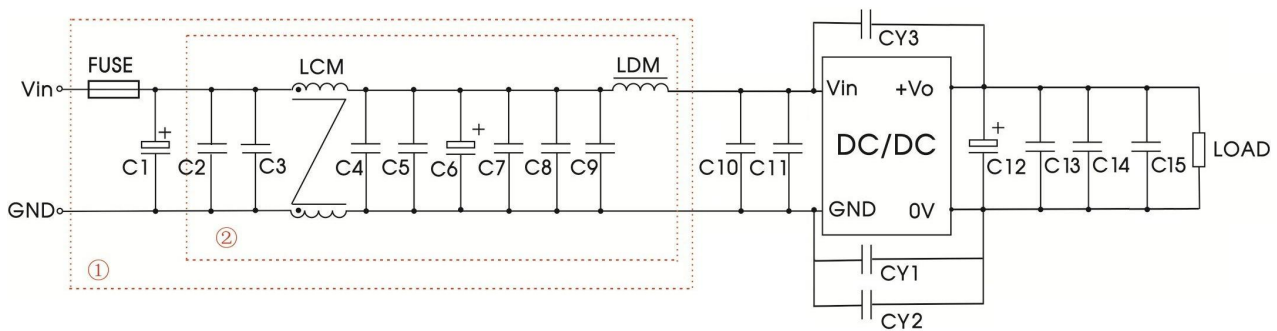 CY3
FUSE
LCM
LDM
Vin
Vin
+Vo
+
+
+
DC/DC
C1
C2
C3
C4
C5
C6
C7
C8
C9
C10
C11
C12
C13
C14
C15
LOAD
GND
GND
0V
②
①
CY1
CY2